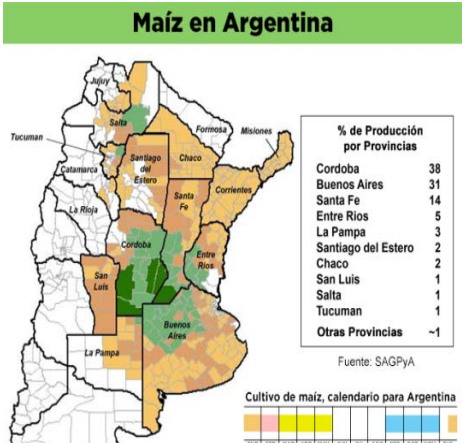 Maíz en Argentina
Jujuy
Salta
Tucuman
Formosa
Misiones
Catamarca
Santiago
del
Estero
Chaco
Corrientes
Santa
Fe
La Rioja
Cordoba
Entre
Rios
San
Luis
Buenos
Aires
La Pampa
% de Producción
por Provincias
Cordoba 38
Buenos Aires 31
Santa Fe 14
Entre Rios 5
La Pampa 3
Santiago del Estero 2
Chaco 2
San Luis 1
Salta 1
Tucuman 1
Otras Provincias ~1
Fuente: SAGPyA
Cultivo de maíz, calendario para Argentina